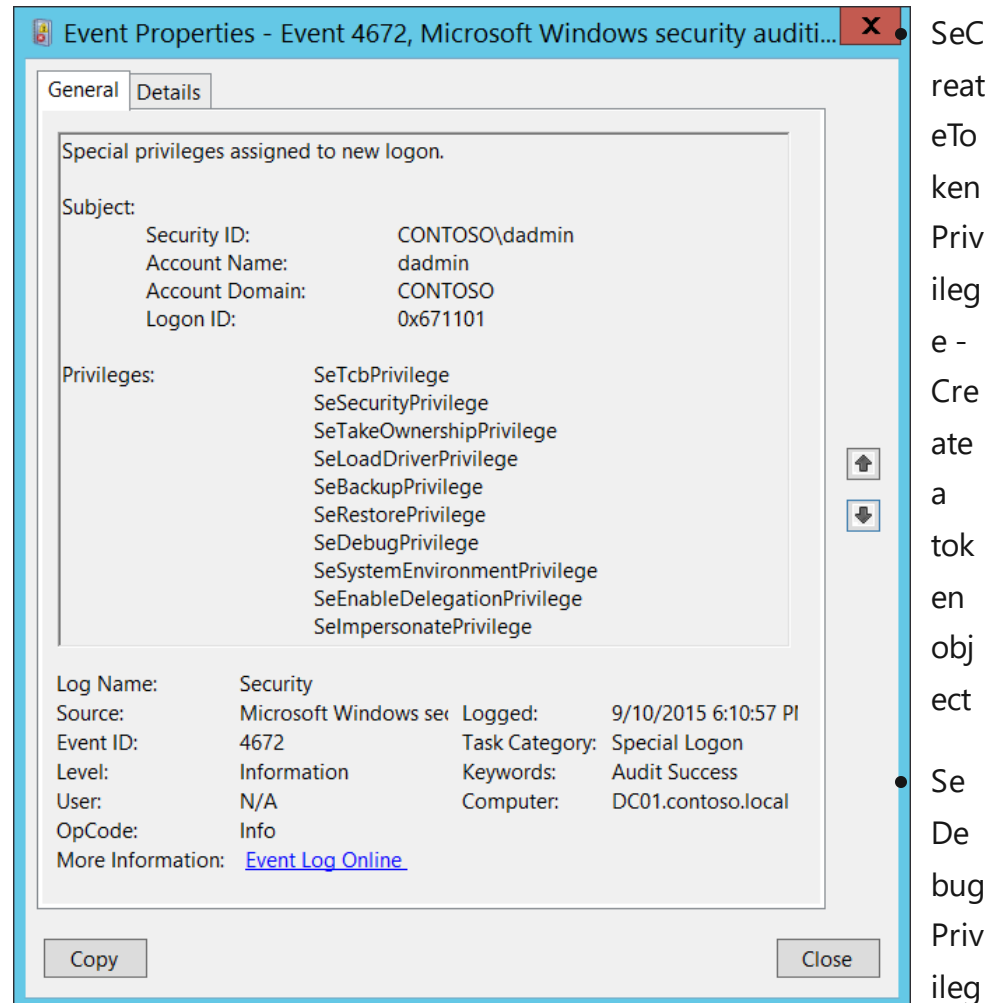 Event Properties - Event 4672, Microsoft Windows security auditi...
X
General
Details
Special privileges assigned to new logon.
Subject:
Security ID: CONTOSO\dadmin
Account Name: dadmin
Account Domain: CONTOSO
Logon ID: 0x671101
Privileges: SeTcbPrivilege
SeSecurityPrivilege
SeTakeOwnershipPrivilege
SeLoadDriverPrivilege
SeBackupPrivilege
SeRestorePrivilege
SeDebugPrivilege
SeSystemEnvironmentPrivilege
SeEnableDelegationPrivilege
SeImpersonatePrivilege
Log Name: Security
Source: Microsoft Windows sec Logged: 9/10/2015 6:10:57 PM
Event ID: 4672 Task Category: Special Logon
Level: Information Keywords: Audit Success
User: N/A Computer: DC01.contoso.local
OpCode: Info
More Information: Event Log Online
Copy
Close
• SeC
reat
eTo
ken
Priv
ileg
e -
Cre
ate
a
tok
en
obj
ect
• Se
De
bug
Priv
ileg